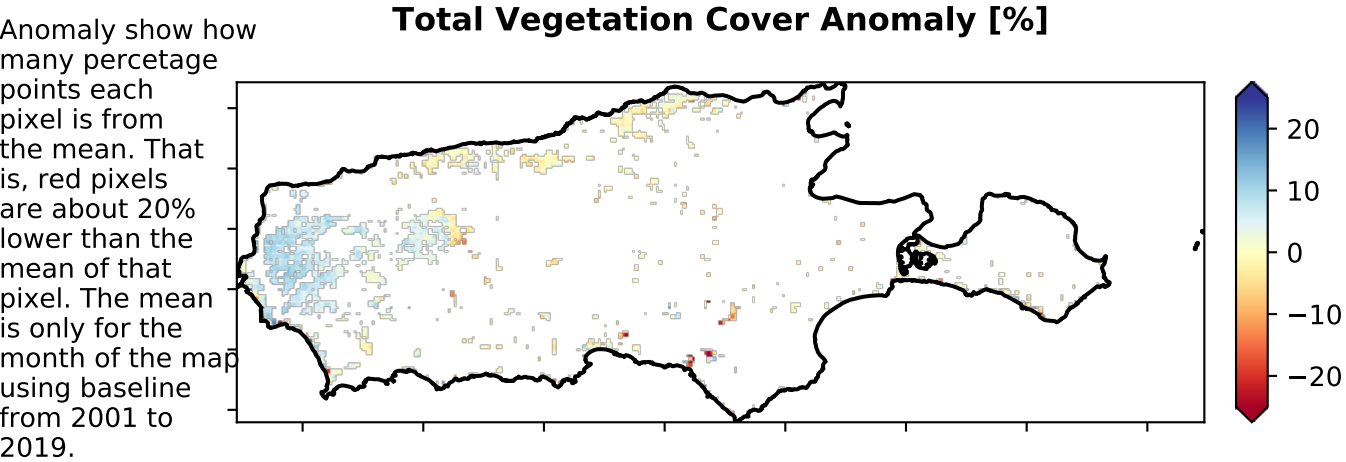 Total Vegetation Cover Anomaly [%]
Anomaly show how
many percetage
points each
pixel is from
the mean. That
is, red pixels
are about 20%
lower than the
mean of that
pixel. The mean
is only for the
month of the map
using baseline
from 2001 to
2019.
20
10
0
−10
−20